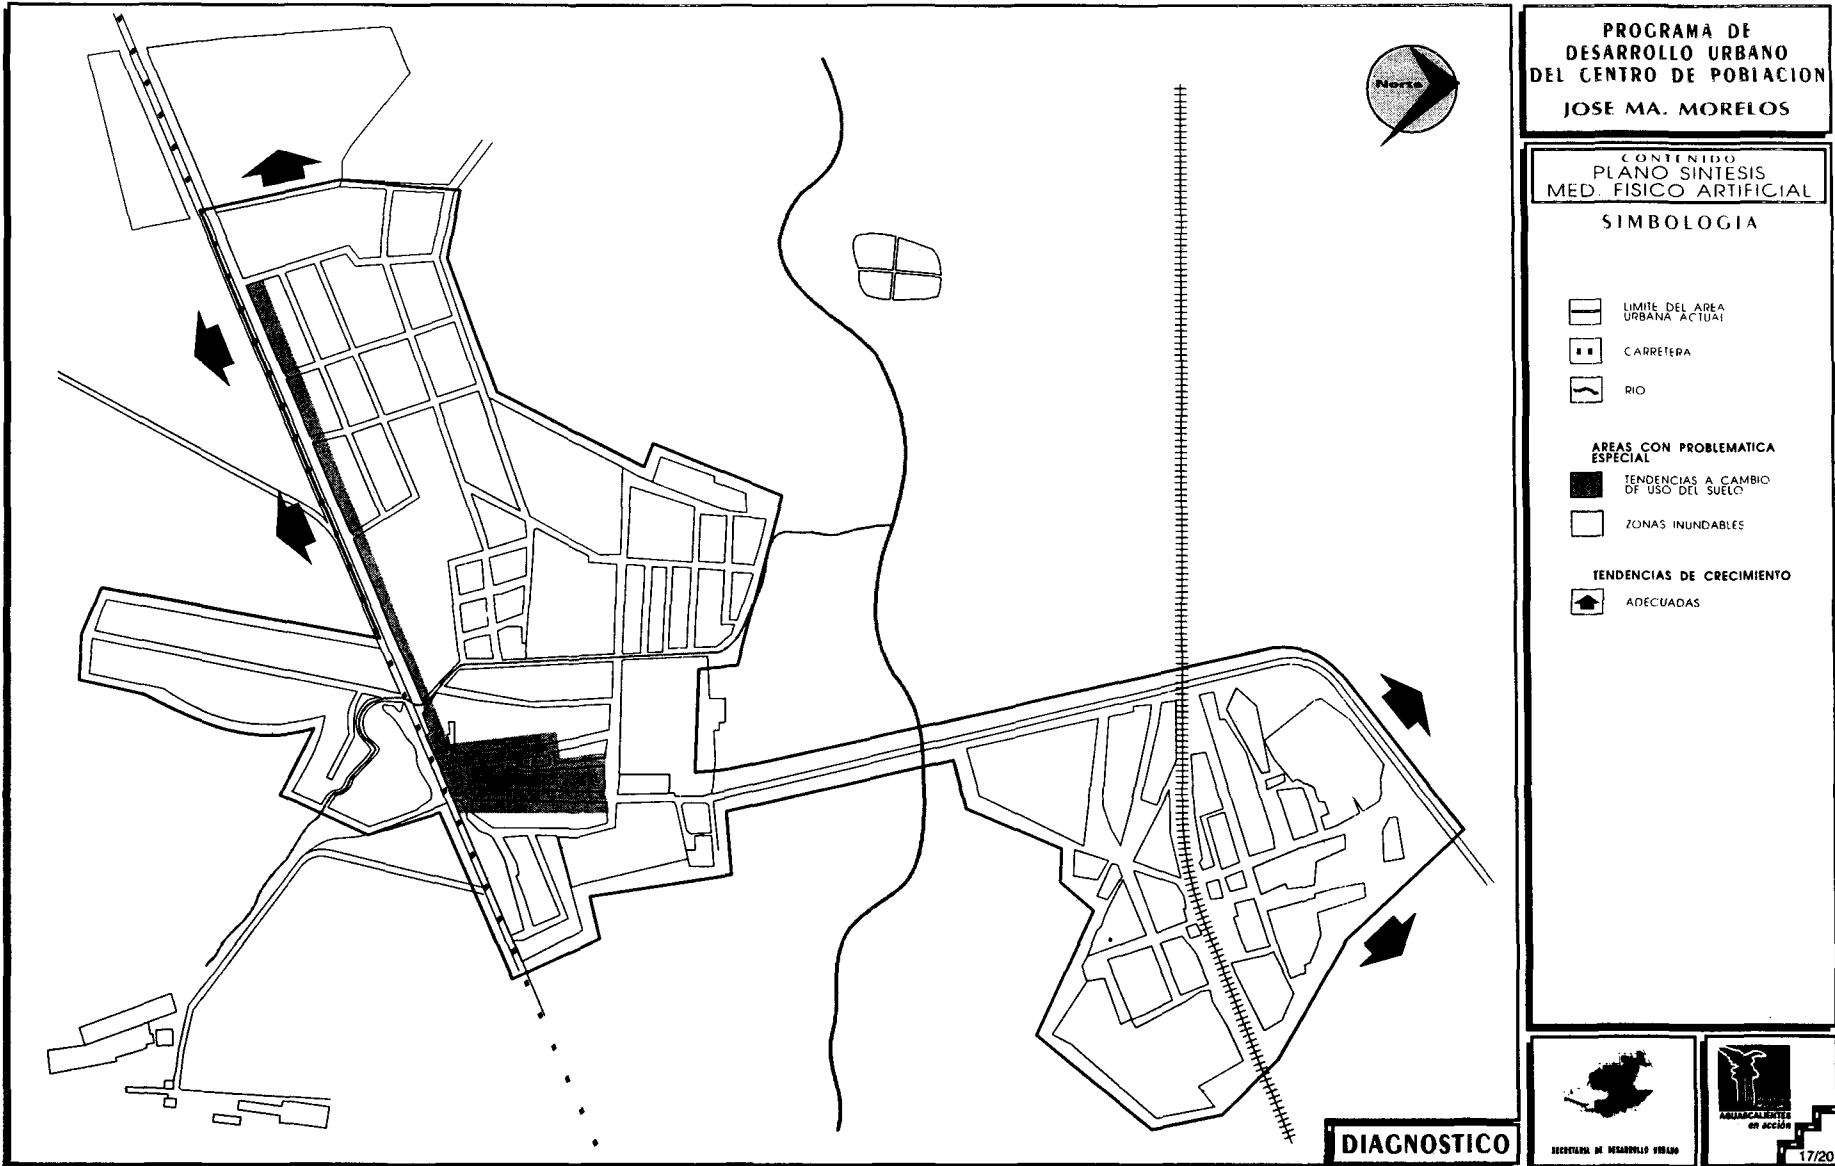 Norte
PROGRAMA DE
DESARROLLO URBANO
DEL CENTRO DE POBLACION
JOSE MA. MORELOS
CONTENIDO
PLANO SINTESIS
MED. FISICO ARTIFICIAL
SIMBOLOGIA
LIMITE DEL AREA
URBANA ACTUAL
CARRETERA
RIO
AREAS CON PROBLEMATICA
ESPECIAL
TENDENCIAS A CAMBIO
DE USO DEL SUELO
ZONAS INUNDABLES
TENDENCIAS DE CRECIMIENTO
ADECUADAS
DIAGNOSTICO
SECRETARIA DE DESARROLLO URBANO
AGUASCALIENTES
en acción
17/20